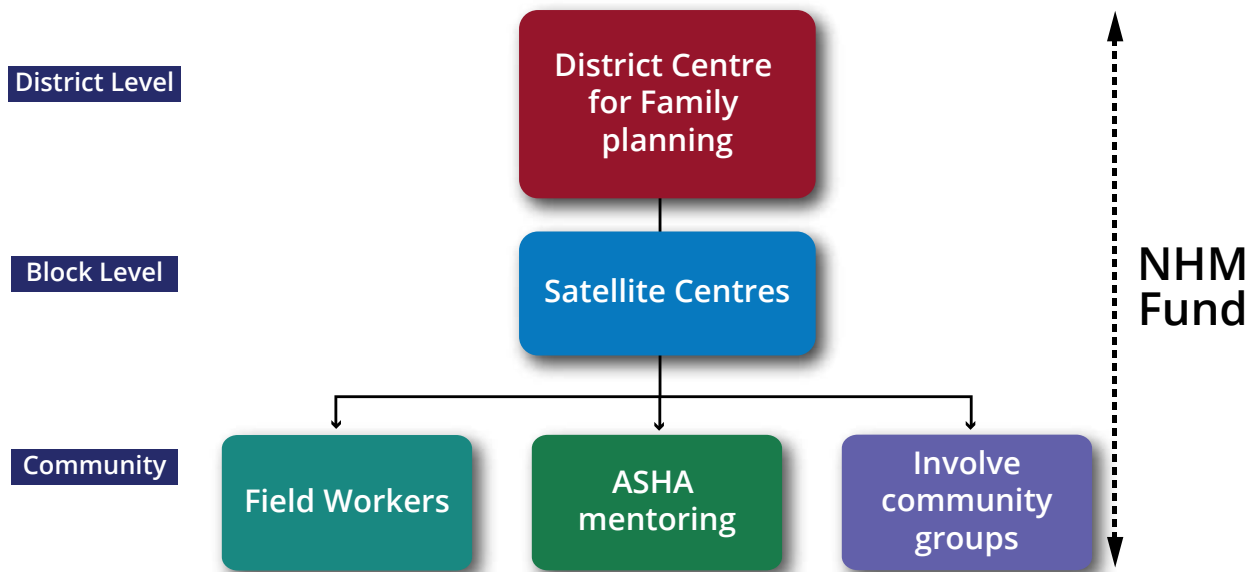 District Level
District Centre
for Family
planning
Block Level
Satellite Centres
NHM
Fund
Community
Field Workers
ASHA
mentoring
Involve
community
groups